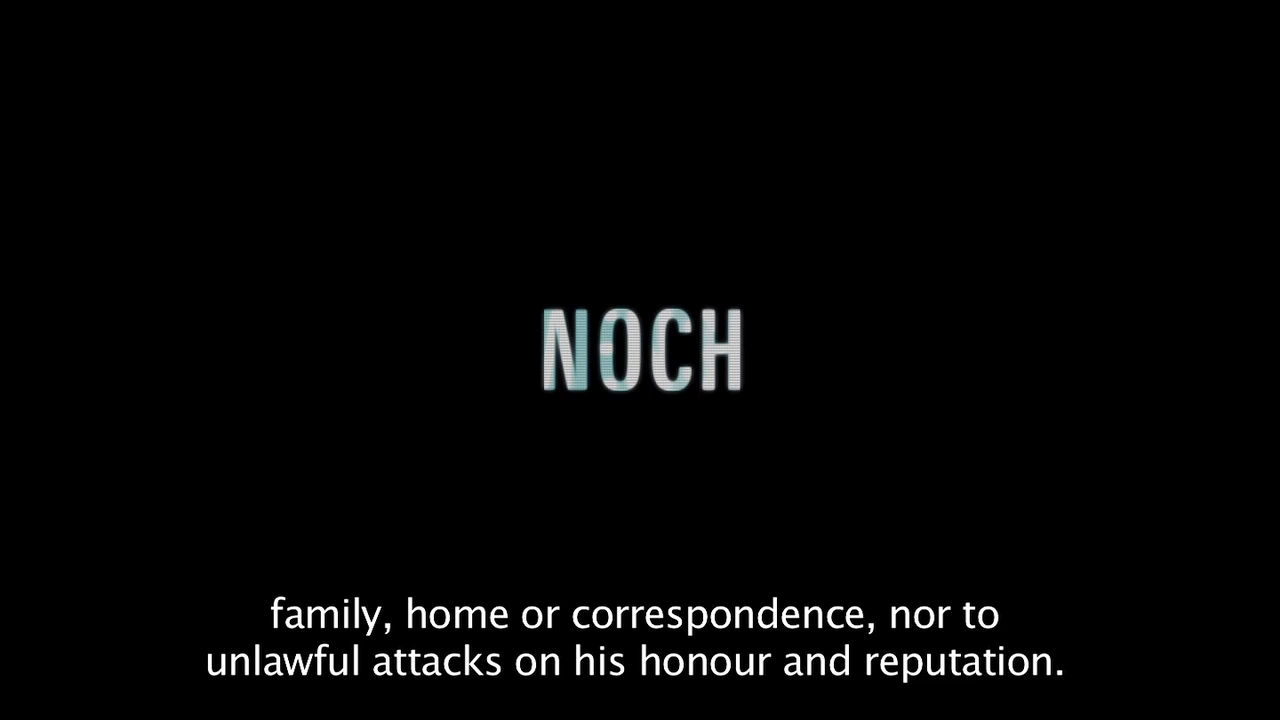 NOCH
family, home or correspondence, nor to
unlawful attacks on his honour and reputation.